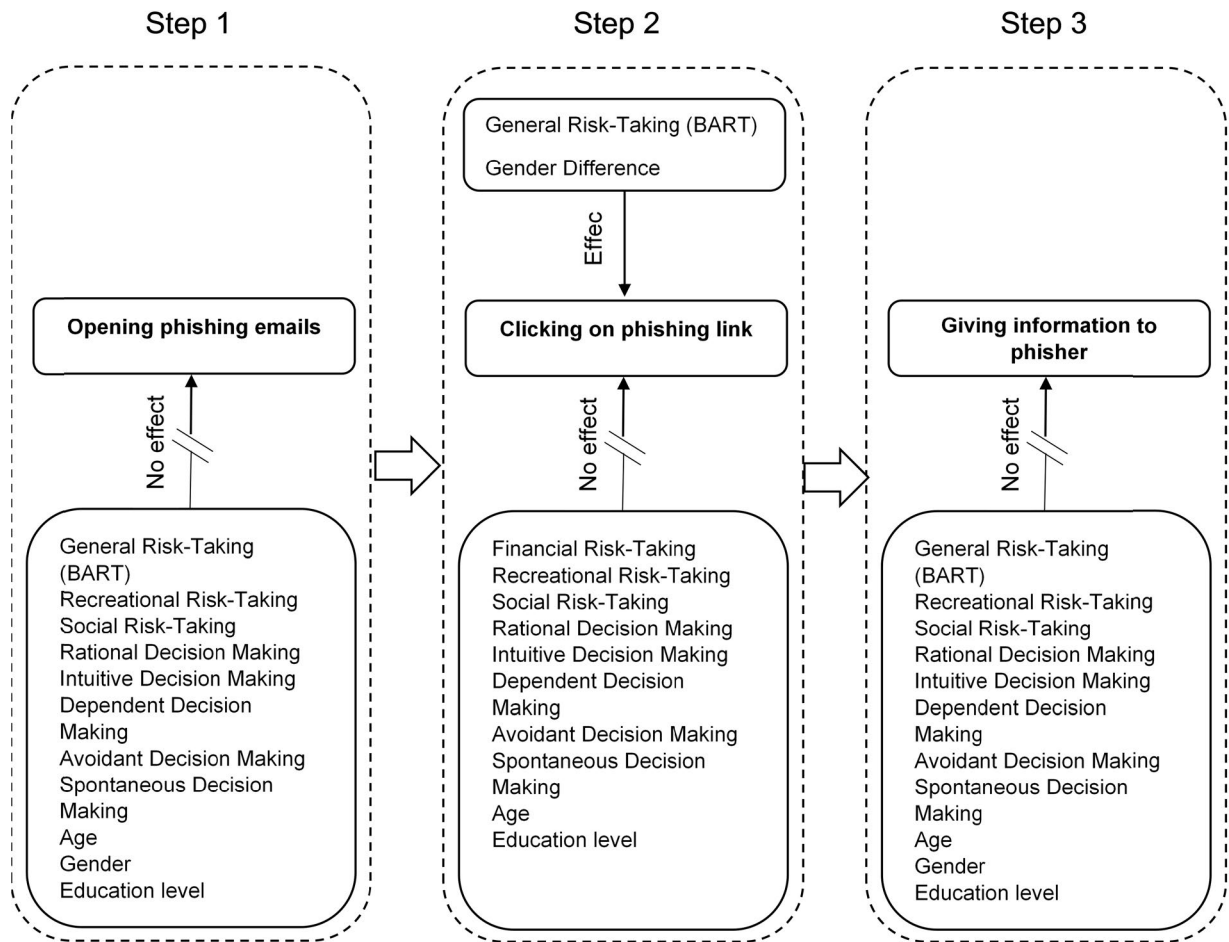 Step 1
Opening phishing emails
No effect
General Risk-Taking
(BART)
Recreational Risk-Taking
Social Risk-Taking
Rational Decision Making
Intuitive Decision Making
Dependent Decision
Making
Avoidant Decision Making
Spontaneous Decision
Making
Age
Gender
Education level
Step 2
General Risk-Taking (BART)
Gender Difference
Effec
Clicking on phishing link
No effect
Financial Risk-Taking
Recreational Risk-Taking
Social Risk-Taking
Rational Decision Making
Intuitive Decision Making
Dependent Decision
Making
Avoidant Decision Making
Spontaneous Decision
Making
Age
Education level
Step 3
Giving information to
phisher
No effect
General Risk-Taking
(BART)
Recreational Risk-Taking
Social Risk-Taking
Rational Decision Making
Intuitive Decision Making
Dependent Decision
Making
Avoidant Decision Making
Spontaneous Decision
Making
Age
Gender
Education level